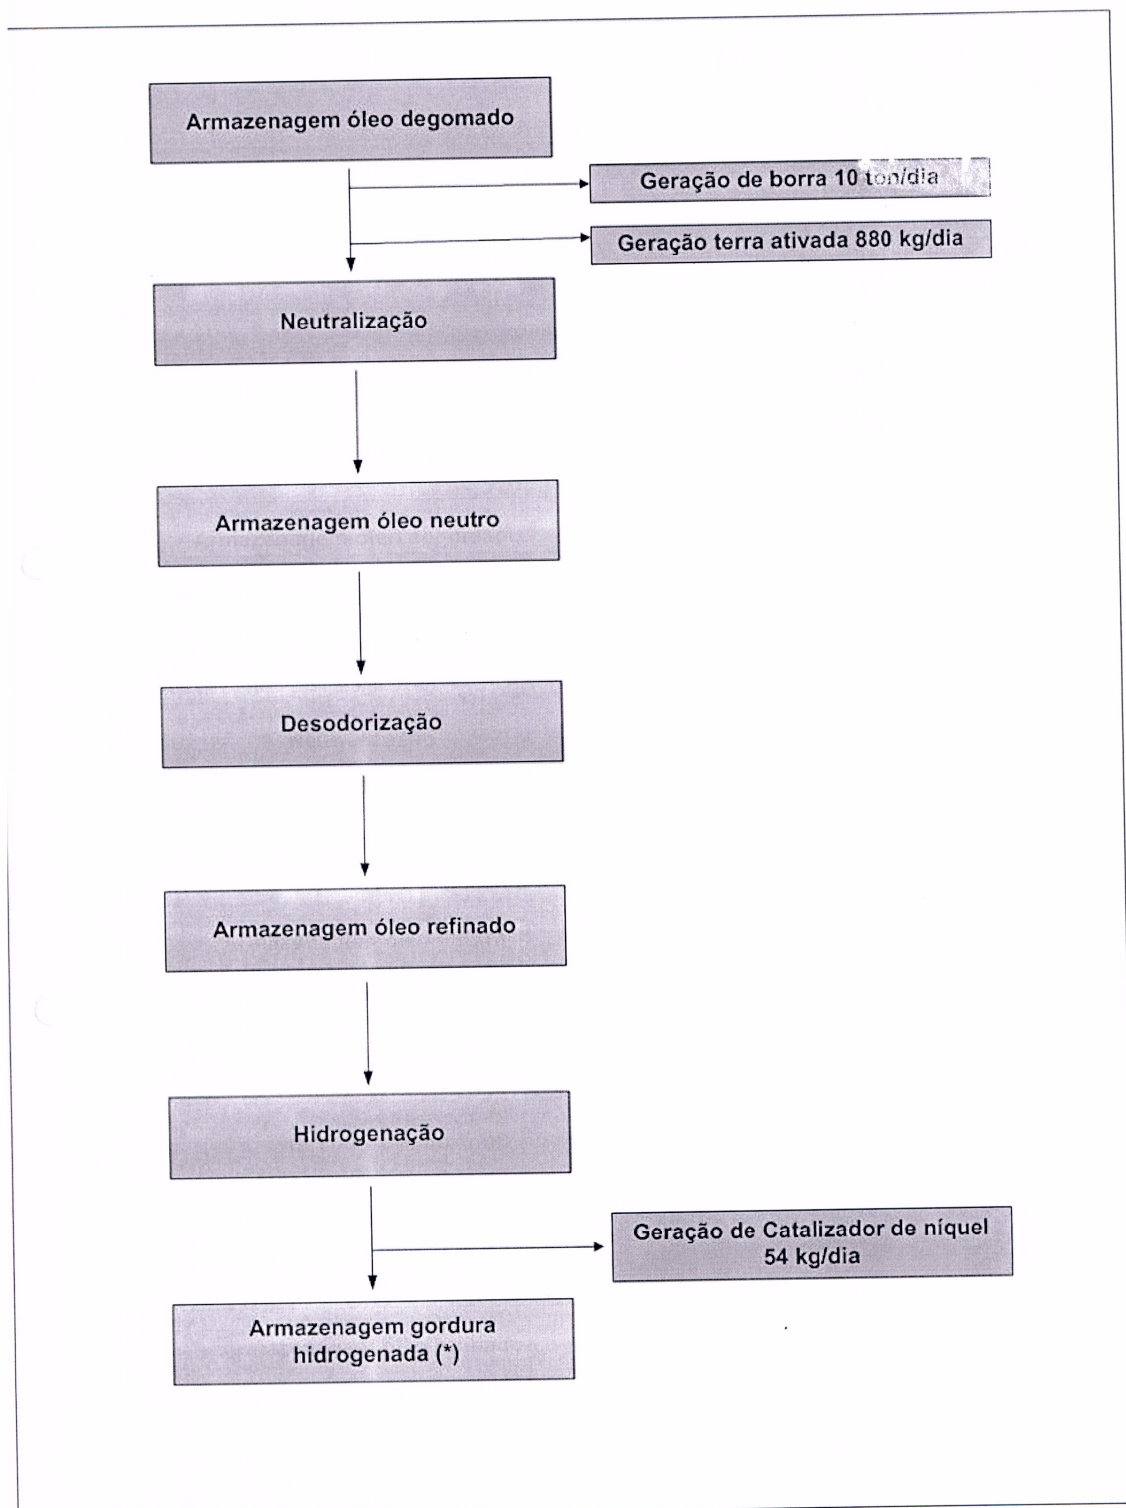 Armazenagem óleo degomado
Geração de borra 10 ton/dia
Geração terra ativada 880 kg/dia
Neutralização
Armazenagem óleo neutro
Desodorização
Armazenagem óleo refinado
Hidrogenação
Geração de Catalizador de níquel
54 kg/dia
Armazenagem gordura
hidrogenada (*)